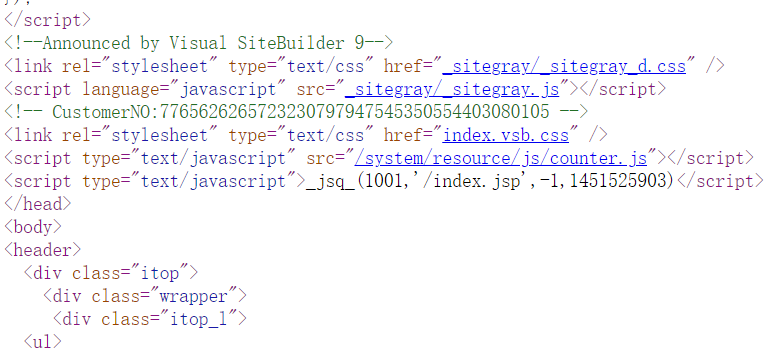 });
</script>
<!--Announced by Visual SiteBuilder 9-->
<link rel="stylesheet" type="text/css" href="_sitegray/_sitegray_d.css" />
<script language="javascript" src="_sitegray/_sitegray.js"></script>
<!-- CustomerNO:7765626265723230797947545350554403080105 -->
<link rel="stylesheet" type="text/css" href="index.vsb.css" />
<script type="text/javascript" src="/system/resource/js/counter.js"></script>
<script type="text/javascript">_jsq_(1001,'/index.jsp',-1,1451525903)</script>
</head>
<body>
<header>
<div class="itop">
<div class="wrapper">
<div class="itop_l">
<ul>